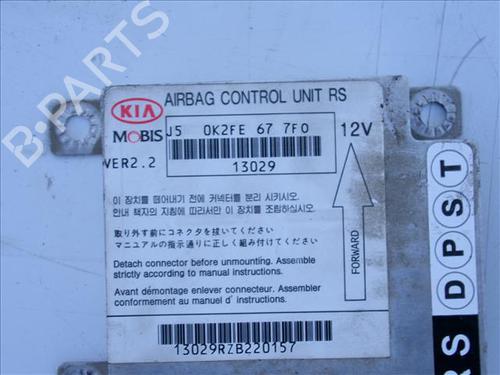 B-PARTS
KIA
AIRBAG CONTROL UNIT RS
MOBIS
J5 0K2FE 67 7F0
12V
VER2.2
13029
이 장치를 떼어내기 전에 커넥터를 분리 시키시오.
안내 책자의 지침에 따라서만 이 장치를 조립하십시오.
取り外す前にコネクタを抜いてください
マニュアルの指示通りに正しく組み付けてください
Detach connector before unmounting. Assemble
strictly according to manual instructions.
Avant démontage enlever connecteur. Assembler
conformement au manuel d' instructions.
FORWARD
13029RZB220157
RS
DPST